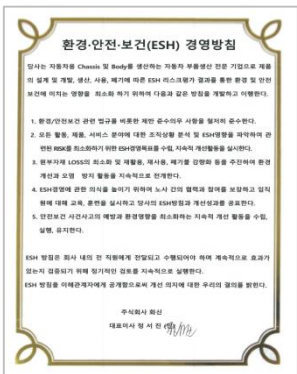 환경·안전·보건(ESH) 경영방침
당사는 자동차용 Chassis 및 Body를 생산하는 자동차 부품생산 전문 기업으로 제품
의 설계 및 개발, 생산, 사용, 폐기에 따른 ESH 리스크평가 결과를 통한 환경 및 안전
보건에 미치는 영향을 최소화 하기 위하여 다음과 같은 방침을 개발하고 이행한다.
1. 환경/안전보건 관련 법규를 비롯한 제반 준수의무 사항을 철저히 준수한다.
2. 모든 활동, 제품, 서비스 분야에 대한 조직상황 분석 및 ESH영향을 파악하여 관
련된 RISK를 최소화하기 위한 ESH경영목표를 수립, 지속적 개선활동을 실시한다.
3. 원부자재 LOSS의 최소화 및 재활용, 재사용, 폐기물 감량화 등을 추진하여 환경
개선과 오염 방지 활동을 지속적으로 전개한다.
4. ESH경영에 관한 의식을 높이기 위하여 노사 간의 협력과 참여를 보장하고 임직
원에 대해 교육, 훈련을 실시하고 당사의 ESH방침과 개선성과를 공표한다.
5. 안전보건 사건사고의 예방과 환경영향을 최소화하는 지속적 개선 활동을 수립,
실행, 유지한다.
ESH 방침은 회사 내의 전 직원에게 전달되고 수행되어야 하며 계속적으로 효과가
있는지 검증되기 위해 정기적인 검토를 지속적으로 실행한다.
ESH 방침을 이해관계자에게 공개함으로써 개선 의지에 대한 우리의 결의를 밝힌다.
주식회사 화신
대표이사 정 서 진